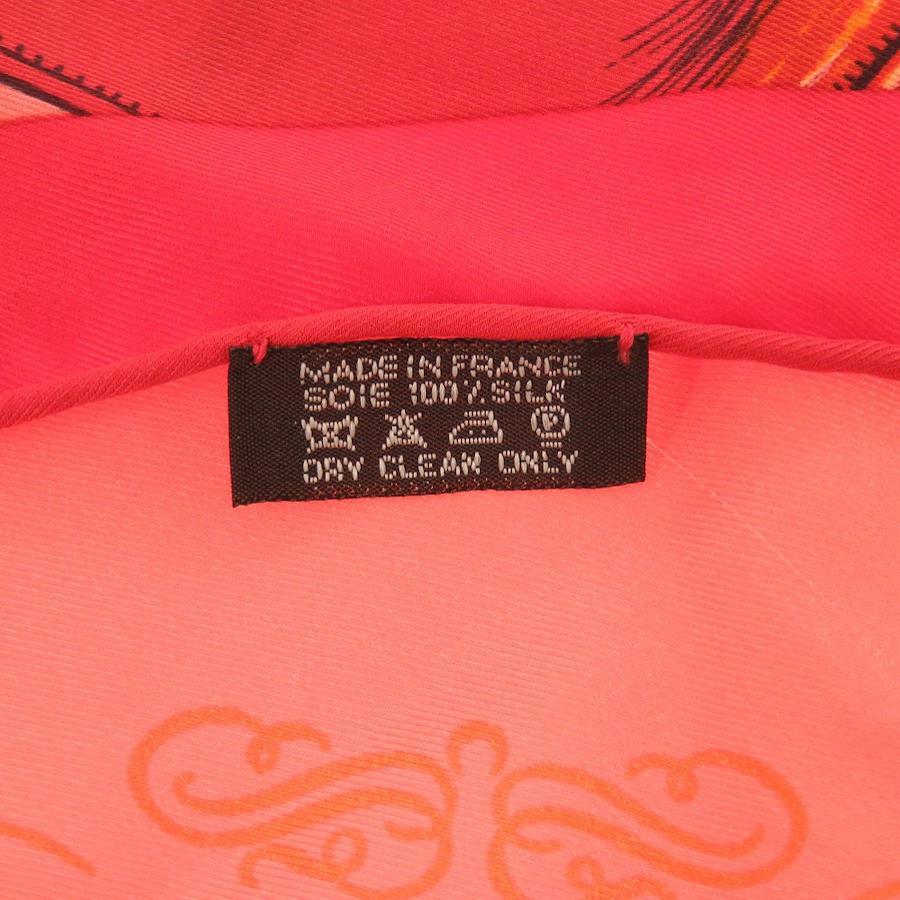 MADE IN FRANCE
SOIE 100% SILK
P
DRY CLEAN ONLY